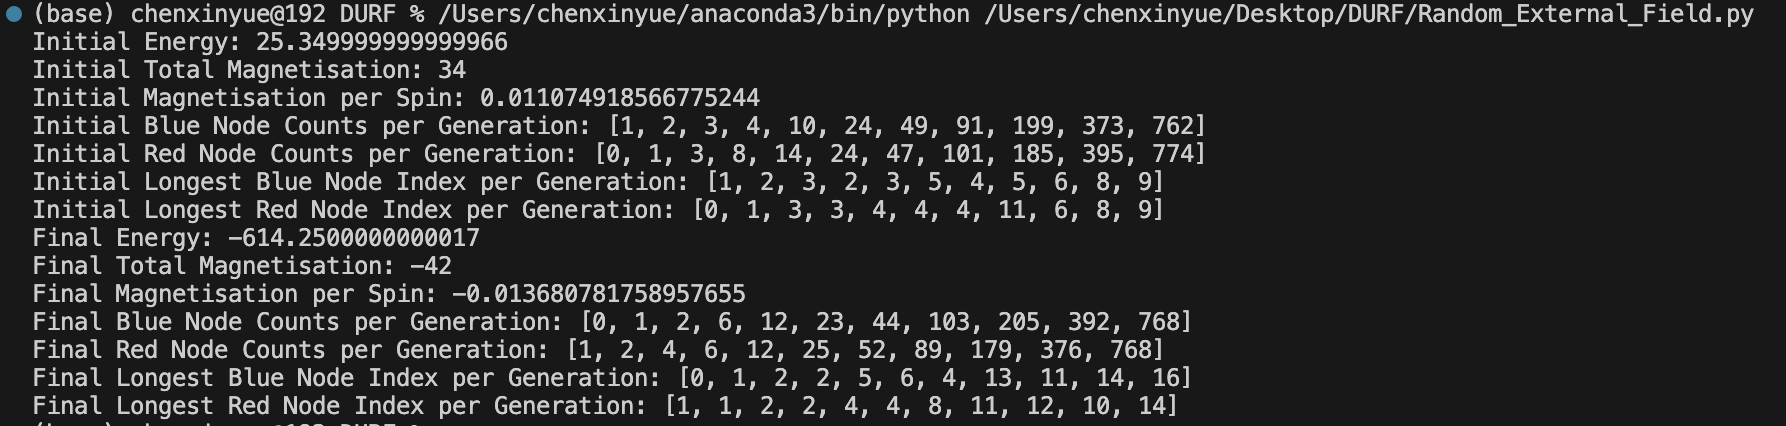 (base) chenxinyue@192 DURF % /Users/chenxinyue/anaconda3/bin/python /Users/chenxinyue/Desktop/DURF/Random_External_Field.py
Initial Energy: 25.349999999999966
Initial Total Magnetisation: 34
Initial Magnetisation per Spin: 0.011074918566775244
Initial Blue Node Counts per Generation: [1, 2, 3, 4, 10, 24, 49, 91, 199, 373, 762]
Initial Red Node Counts per Generation: [0, 1, 3, 8, 14, 24, 47, 101, 185, 395, 774]
Initial Longest Blue Node Index per Generation: [1, 2, 3, 2, 3, 5, 4, 5, 6, 8, 9]
Initial Longest Red Node Index per Generation: [0, 1, 3, 3, 4, 4, 4, 11, 6, 8, 9]
Final Energy: -614.2500000000017
Final Total Magnetisation: -42
Final Magnetisation per Spin: -0.013680781758957655
Final Blue Node Counts per Generation: [0, 1, 2, 6, 12, 23, 44, 103, 205, 392, 768]
Final Red Node Counts per Generation: [1, 2, 4, 6, 12, 25, 52, 89, 179, 376, 768]
Final Longest Blue Node Index per Generation: [0, 1, 2, 2, 5, 6, 4, 13, 11, 14, 16]
Final Longest Red Node Index per Generation: [1, 1, 2, 2, 4, 4, 8, 11, 12, 10, 14]